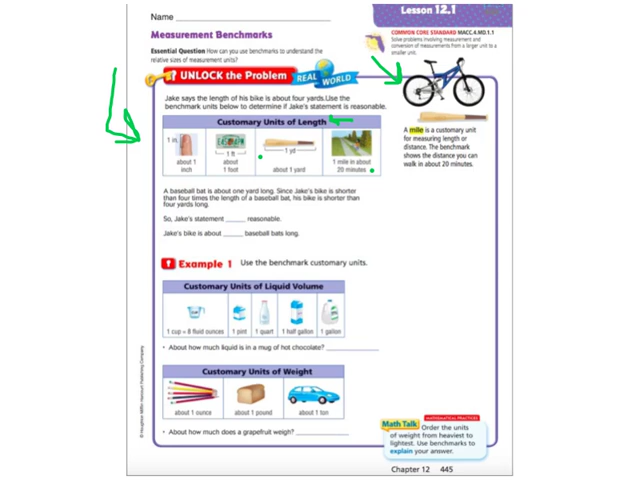 Name
Lesson 12.1
Measurement Benchmarks
COMMON CORE STANDARD MACC.4.MD.1.1
Solve problems involving measurement and
conversion of measurements from a larger unit to a
smaller unit.
Essential Question How can you use benchmarks to understand the
relative sizes of measurement units?
UNLOCK the Problem
REAL WORLD
Jake says the length of his bike is about four yards.Use the
benchmark units below to determine if Jake's statement is reasonable.
Customary Units of Length
1 in.
1 ft
1 yd
about 1 inch
about 1 foot
about 1 yard
1 mile in about 20 minutes
A mile is a customary unit
for measuring length or
distance. The benchmark
shows the distance you can
walk in about 20 minutes.
A baseball bat is about one yard long. Since Jake's bike is shorter
than four times the length of a baseball bat, his bike is shorter than
four yards long.
So, Jake's statement ______ reasonable.
Jake's bike is about ______ baseball bats long.
Example 1 Use the benchmark customary units.
Customary Units of Liquid Volume
1 cup = 8 fluid ounces
1 pint
1 quart
1 half gallon
1 gallon
• About how much liquid is in a mug of hot chocolate?
Customary Units of Weight
about 1 ounce
about 1 pound
about 1 ton
• About how much does a grapefruit weigh?
MATHEMATICAL PRACTICES
Math Talk Order the units
of weight from heaviest to
lightest. Use benchmarks to
explain your answer.
© Houghton Mifflin Harcourt Publishing Company
Chapter 12 445